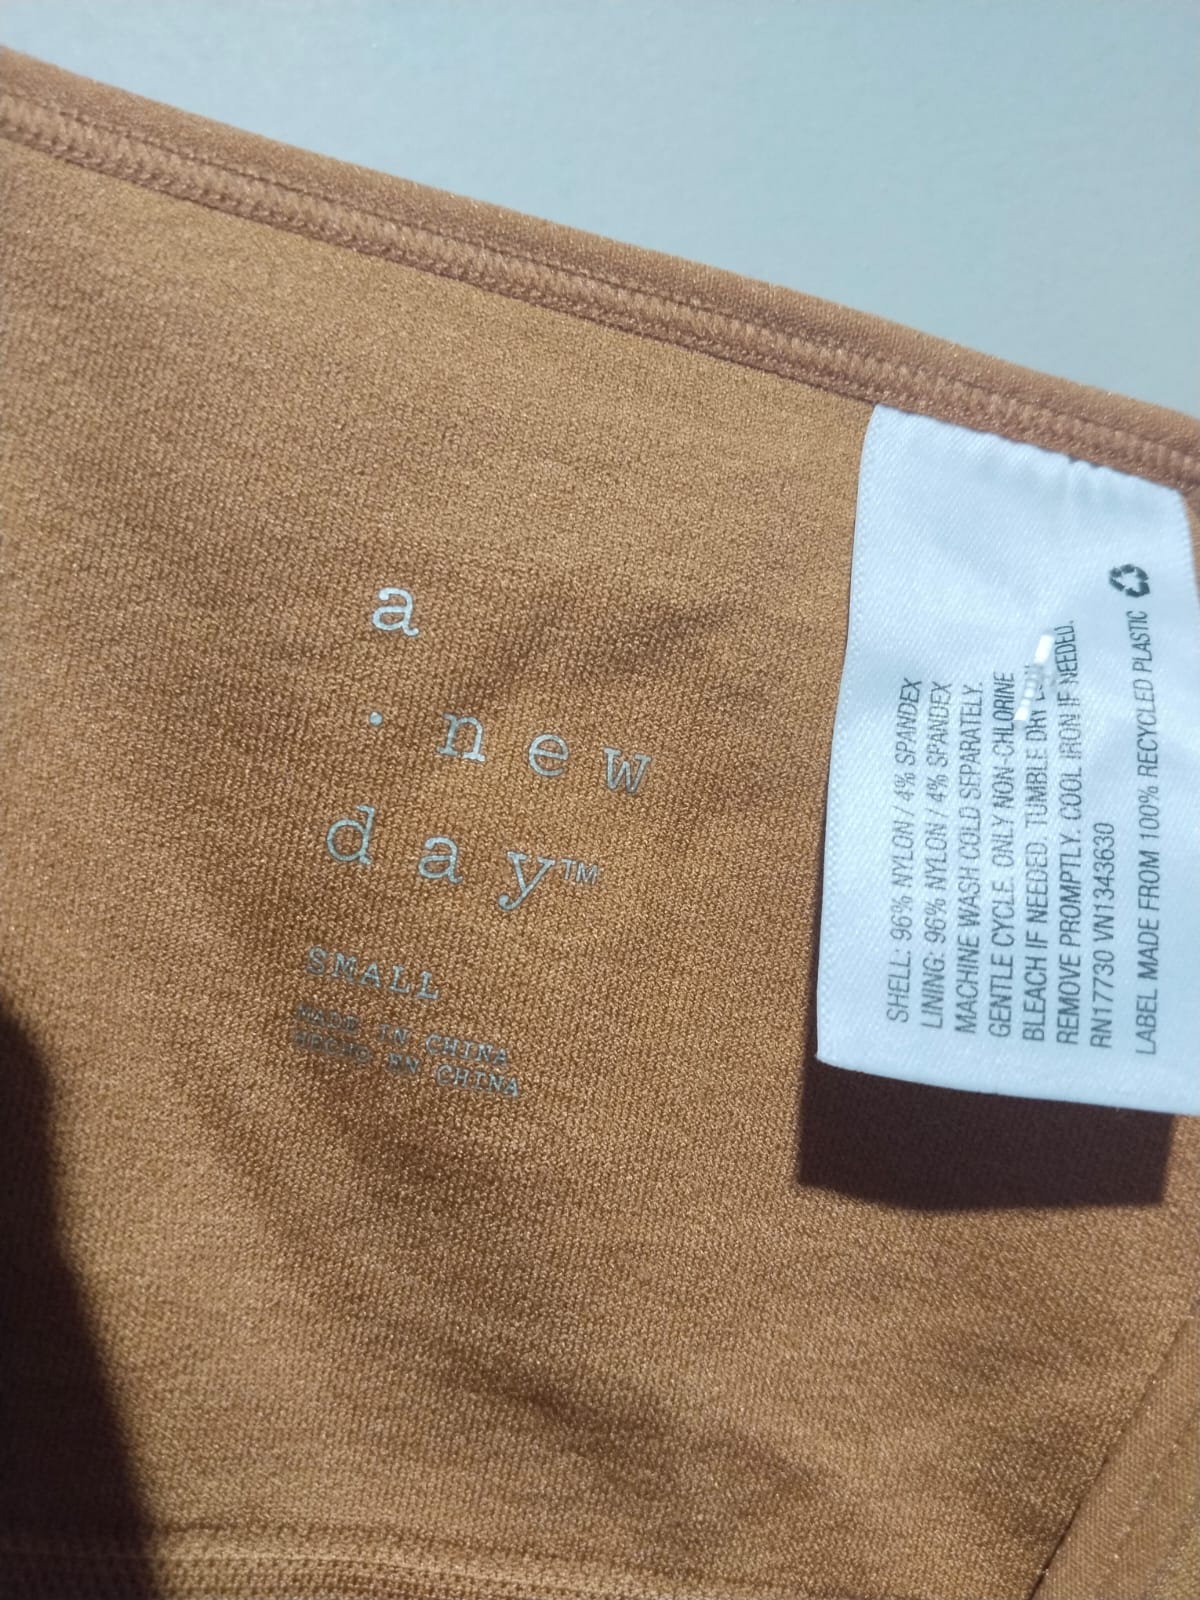 a
· new
day™
SMALL
MADE IN CHINA
HECHO EN CHINA
SHELL: 96% NYLON / 4% SPANDEX
LINING: 96% NYLON / 4% SPANDEX
MACHINE WASH COLD SEPARATELY.
GENTLE CYCLE. ONLY NON-CHLORINE
BLEACH IF NEEDED. TUMBLE DRY
REMOVE PROMPTLY. COOL IRON IF NEEDED.
RN17730 VN1343630
LABEL MADE FROM 100% RECYCLED PLASTIC